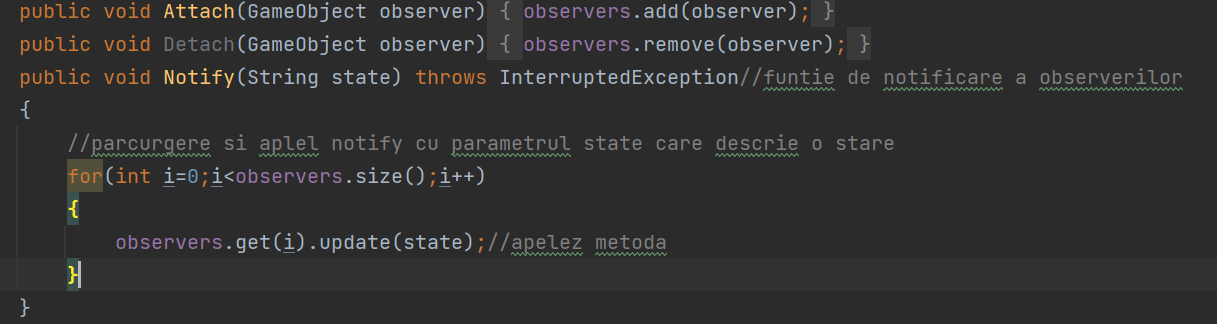 public void Attach(GameObject observer) { observers.add(observer); }
public void Detach(GameObject observer) { observers.remove(observer); }
public void Notify(String state) throws InterruptedException//funtie de notificare a observerilor
{
//parcurgere si aplel notify cu parametrul state care descrie o stare
for(int i=0;i<observers.size();i++)
{
observers.get(i).update(state);//apelez metoda
}
}